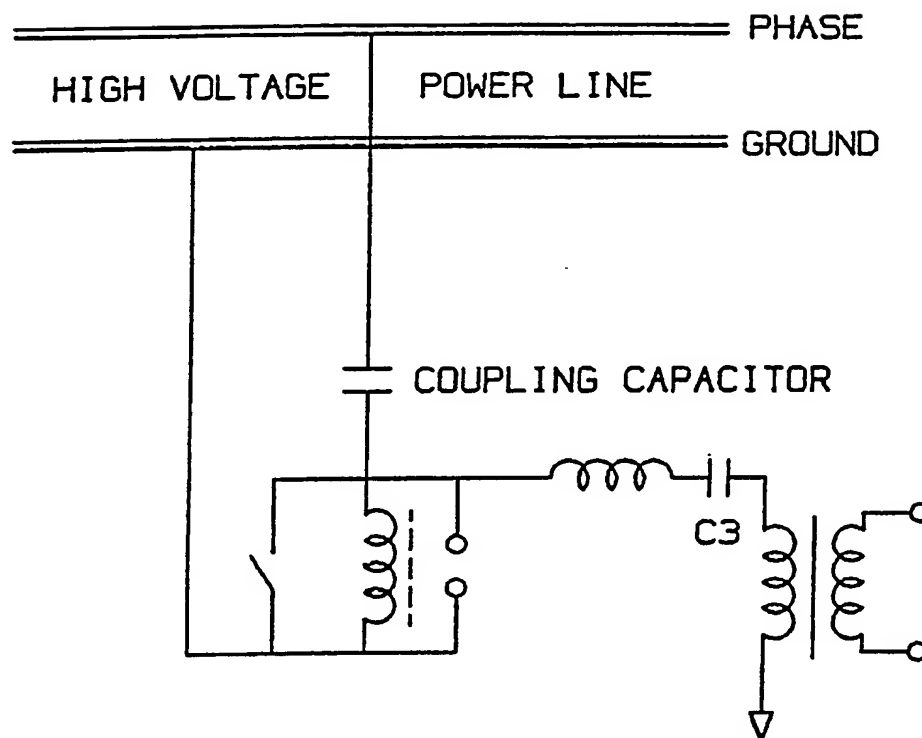 PHASE
HIGH VOLTAGE POWER LINE
GROUND
COUPLING CAPACITOR
C3